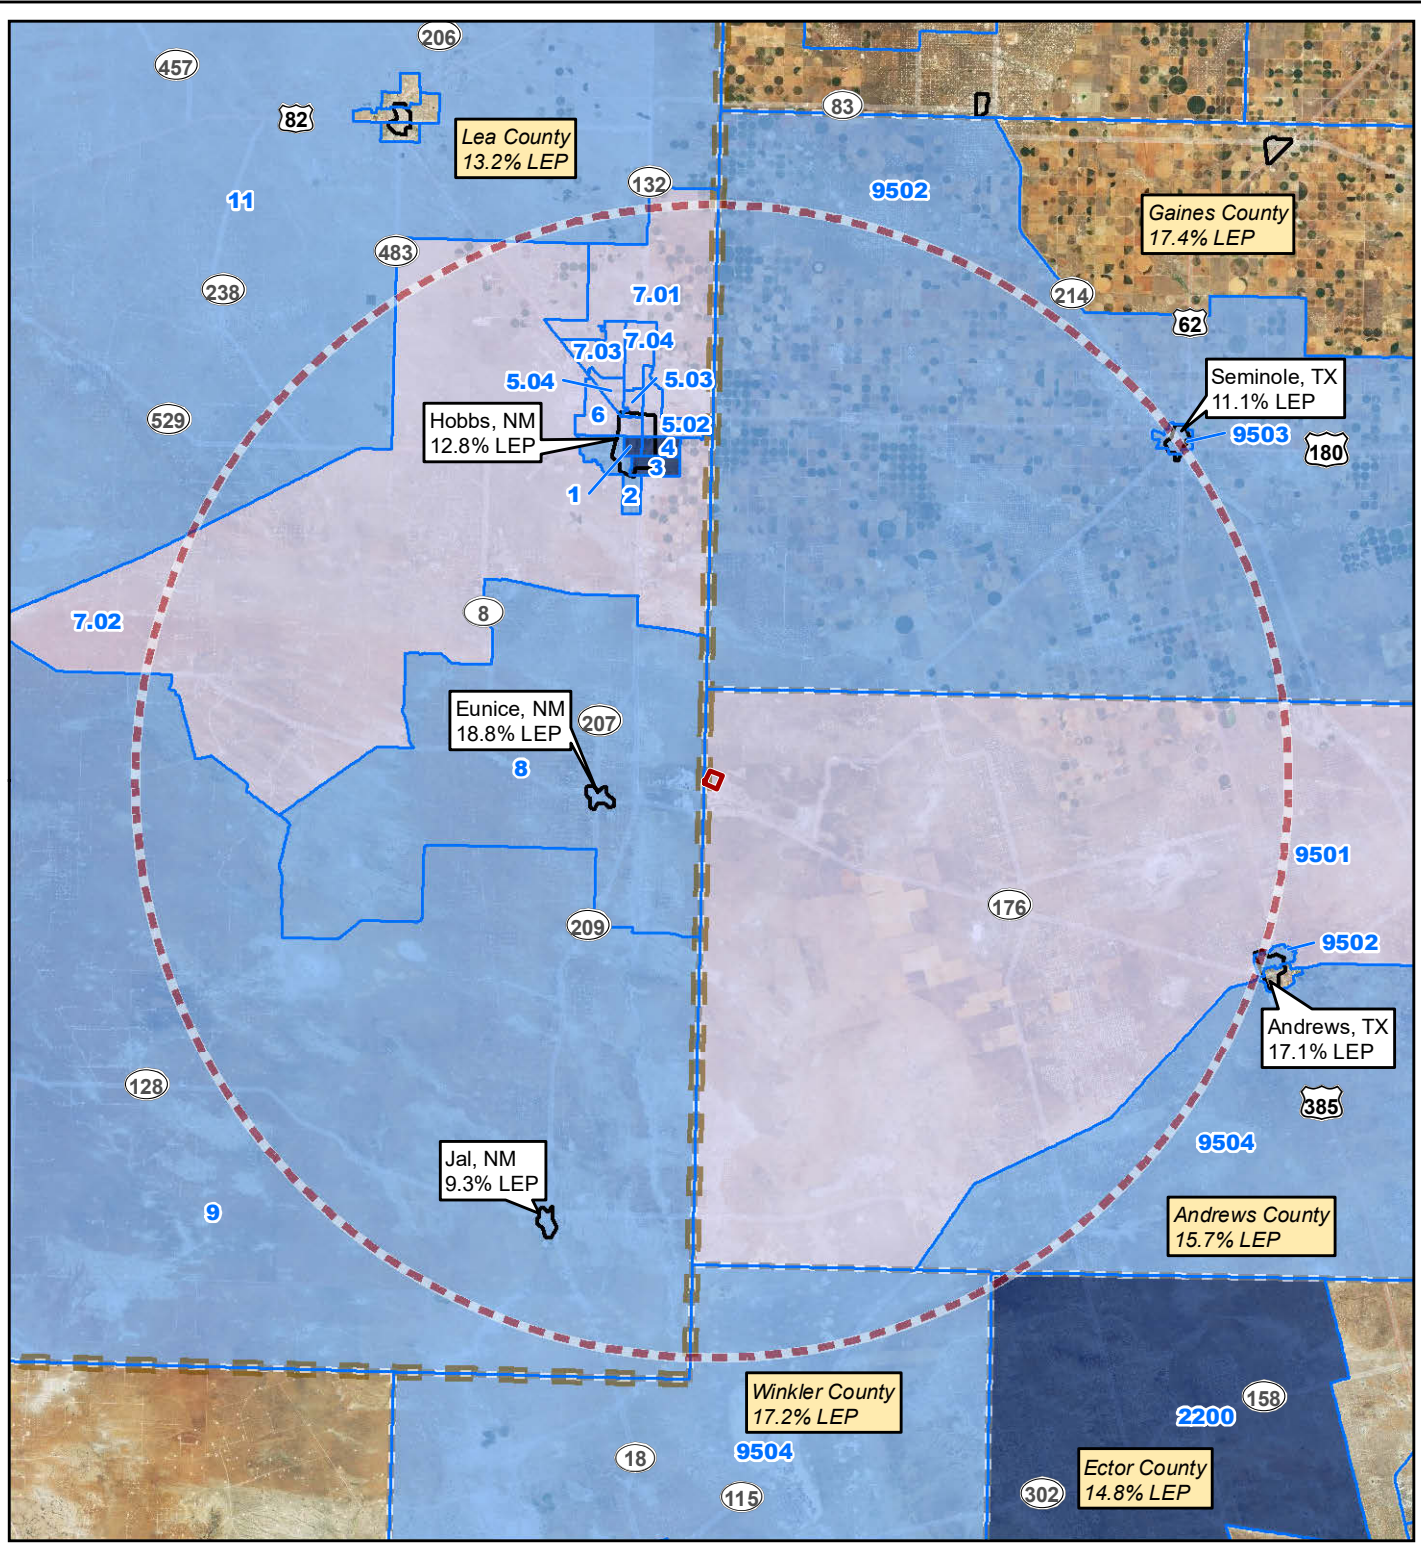 206
457
82
83
Lea County
13.2% LEP
132
9502
11
Gaines County
17.4% LEP
483
238
7.01
214
62
7.04
7.03
5.04
5.03
Seminole, TX
11.1% LEP
529
Hobbs, NM
12.8% LEP
6
5.02
9503
180
4
3
1
2
8
7.02
Eunice, NM
18.8% LEP
207
8
9501
176
209
9502
Andrews, TX
17.1% LEP
128
385
9504
Jal, NM
9.3% LEP
9
Andrews County
15.7% LEP
Winkler County
17.2% LEP
158
2200
9504
18
Ector County
14.8% LEP
115
302